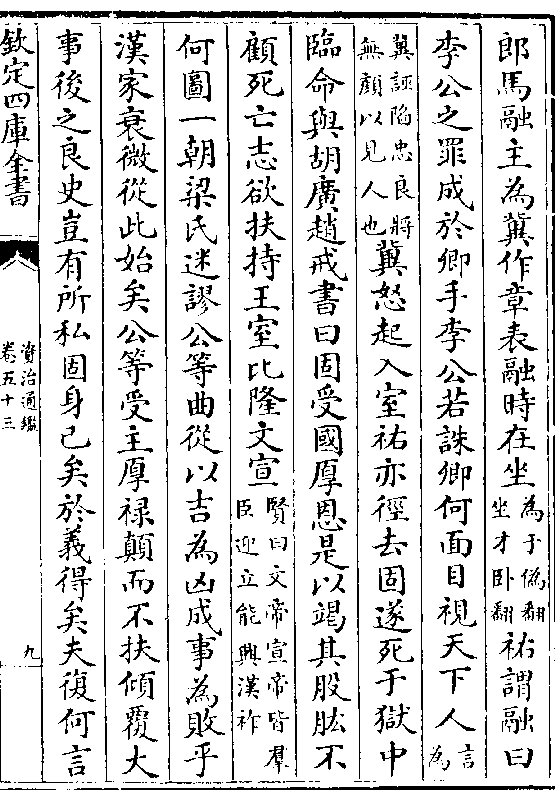 郎馬融主為冀作章表融時在坐為于偽翻坐才卧翻祐謂融曰
李公之罪成於卿手李公若誅卿何面目視天下人言為
冀誣陷忠良將無顏以見人也冀怒起入室祐亦徑去固遂死于獄中
臨命與胡廣趙戒書曰固受國厚恩是以竭其股肱不
顧死亡志欲扶持王室比隆文宣賢曰文帝宣帝皆羣臣迎立能興漢祚
何圖一朝梁氏迷謬公等曲從以吉為凶成事為敗乎
漢家衰微從此始矣公等受主厚禄顛而不扶傾覆大
事後之良史豈有所私固身已矣於義得矣夫復何言
欽定四庫全書
資治通鑑
卷五十三
九